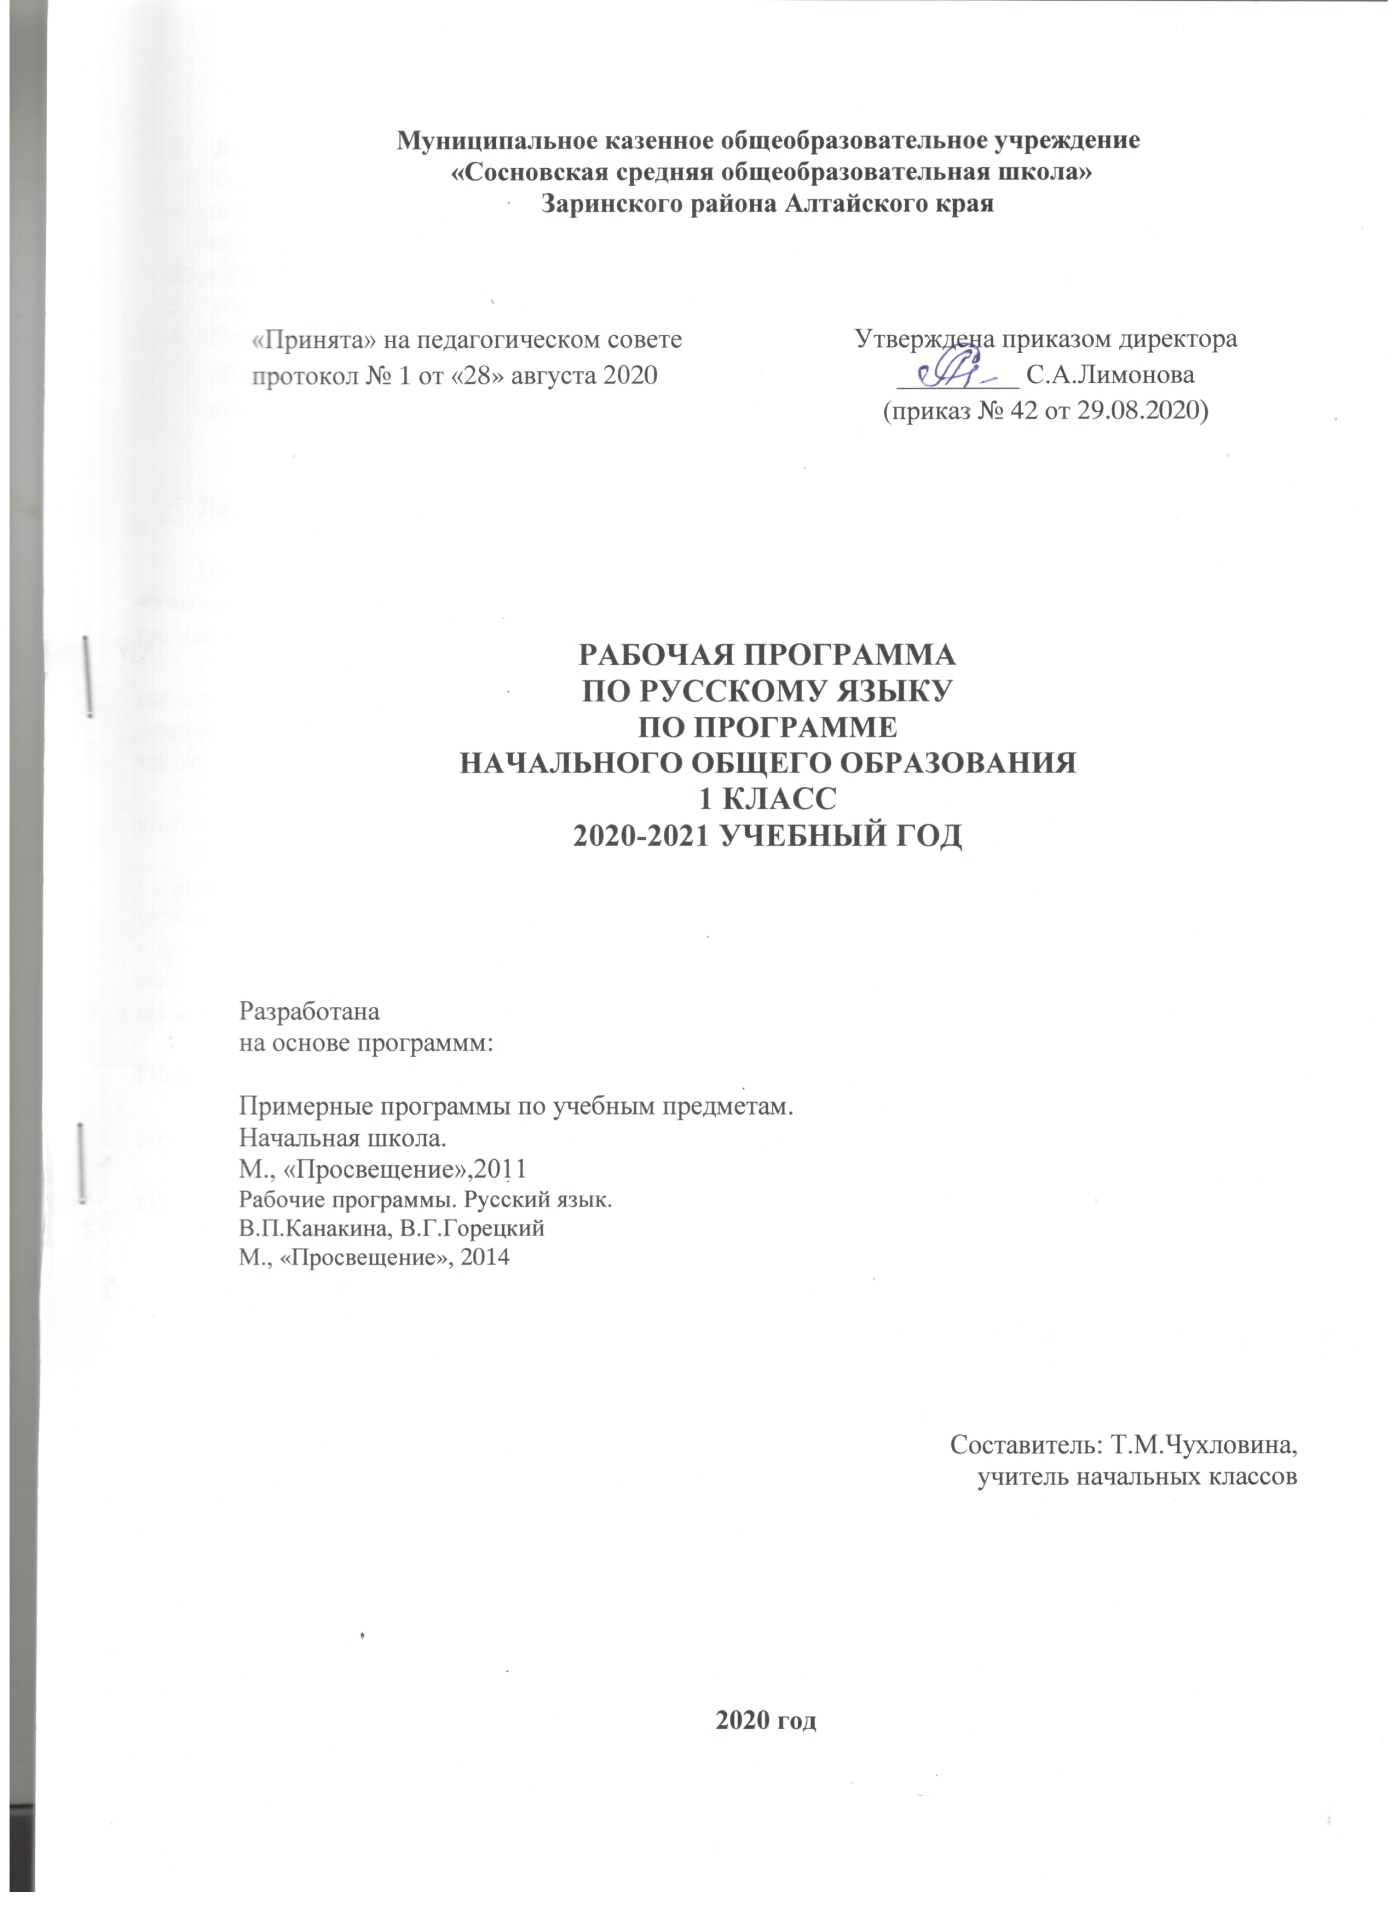 Муниципальное казенное общеобразовательное учреждение
«Сосновская средняя общеобразовательная школа»
Заринского района Алтайского края
«Принята» на педагогическом совете
протокол № 1 от «28» августа 2020
Утверждена приказом директора
__________ С.А.Лимонова
(приказ № 42 от 29.08.2020)
РАБОЧАЯ ПРОГРАММА
ПО РУССКОМУ ЯЗЫКУ
ПО ПРОГРАММЕ
НАЧАЛЬНОГО ОБЩЕГО ОБРАЗОВАНИЯ
1 КЛАСС
2020-2021 УЧЕБНЫЙ ГОД
Разработана
на основе программм:
Примерные программы по учебным предметам.
Начальная школа.
М., «Просвещение»,2011
Рабочие программы. Русский язык.
В.П.Канакина, В.Г.Горецкий
М., «Просвещение», 2014
Составитель: Т.М.Чухловина,
учитель начальных классов
2020 год